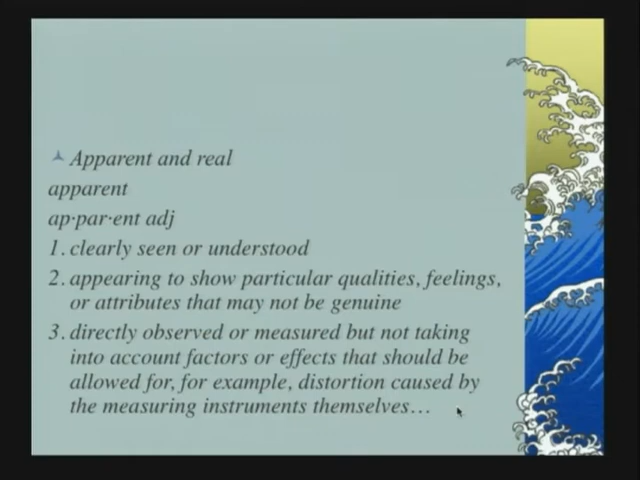 Apparent and real
apparent
ap·par·ent adj
1. clearly seen or understood
2. appearing to show particular qualities, feelings,
or attributes that may not be genuine
3. directly observed or measured but not taking
into account factors or effects that should be
allowed for, for example, distortion caused by
the measuring instruments themselves…